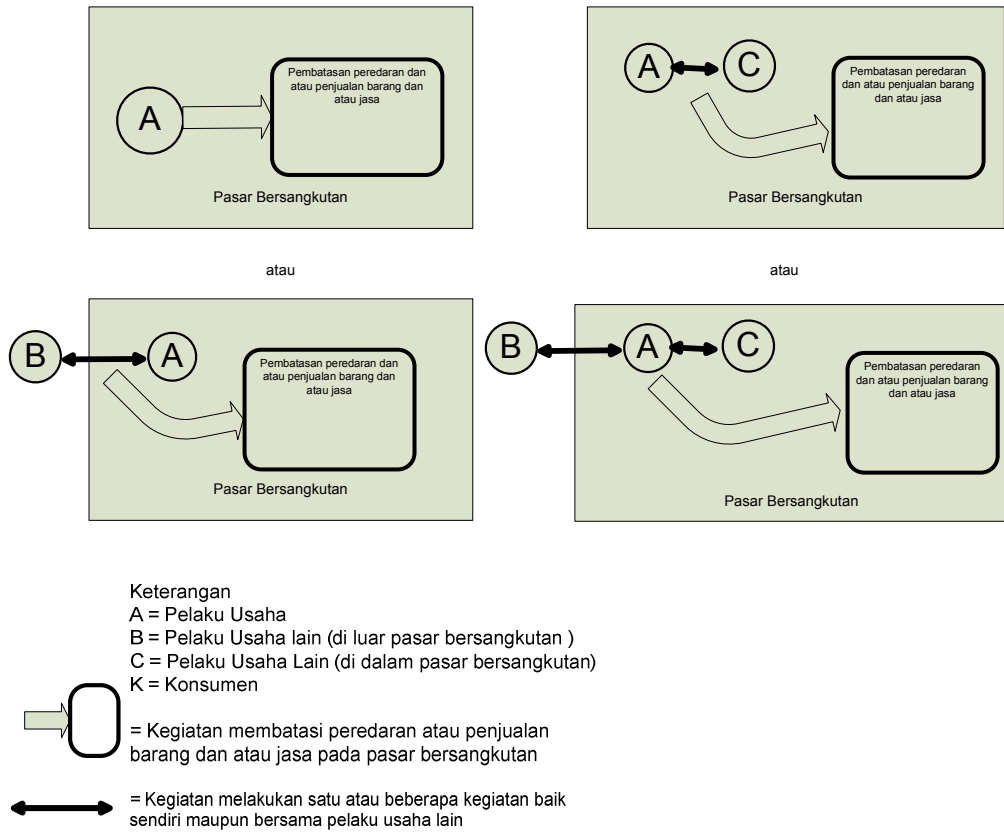 A
Pembatasan peredaran dan
atau penjualan barang dan
atau jasa
Pasar Bersangkutan
A
C
Pembatasan peredaran
dan atau penjualan barang
dan atau jasa
Pasar Bersangkutan
atau
atau
B
A
Pembatasan peredaran dan
atau penjualan barang dan
atau jasa
Pasar Bersangkutan
B
A
C
Pembatasan peredaran
dan atau penjualan barang
dan atau jasa
Pasar Bersangkutan
Keterangan
A = Pelaku Usaha
B = Pelaku Usaha lain (di luar pasar bersangkutan )
C = Pelaku Usaha Lain (di dalam pasar bersangkutan)
K = Konsumen
= Kegiatan membatasi peredaran atau penjualan
barang dan atau jasa pada pasar bersangkutan
= Kegiatan melakukan satu atau beberapa kegiatan baik
sendiri maupun bersama pelaku usaha lain